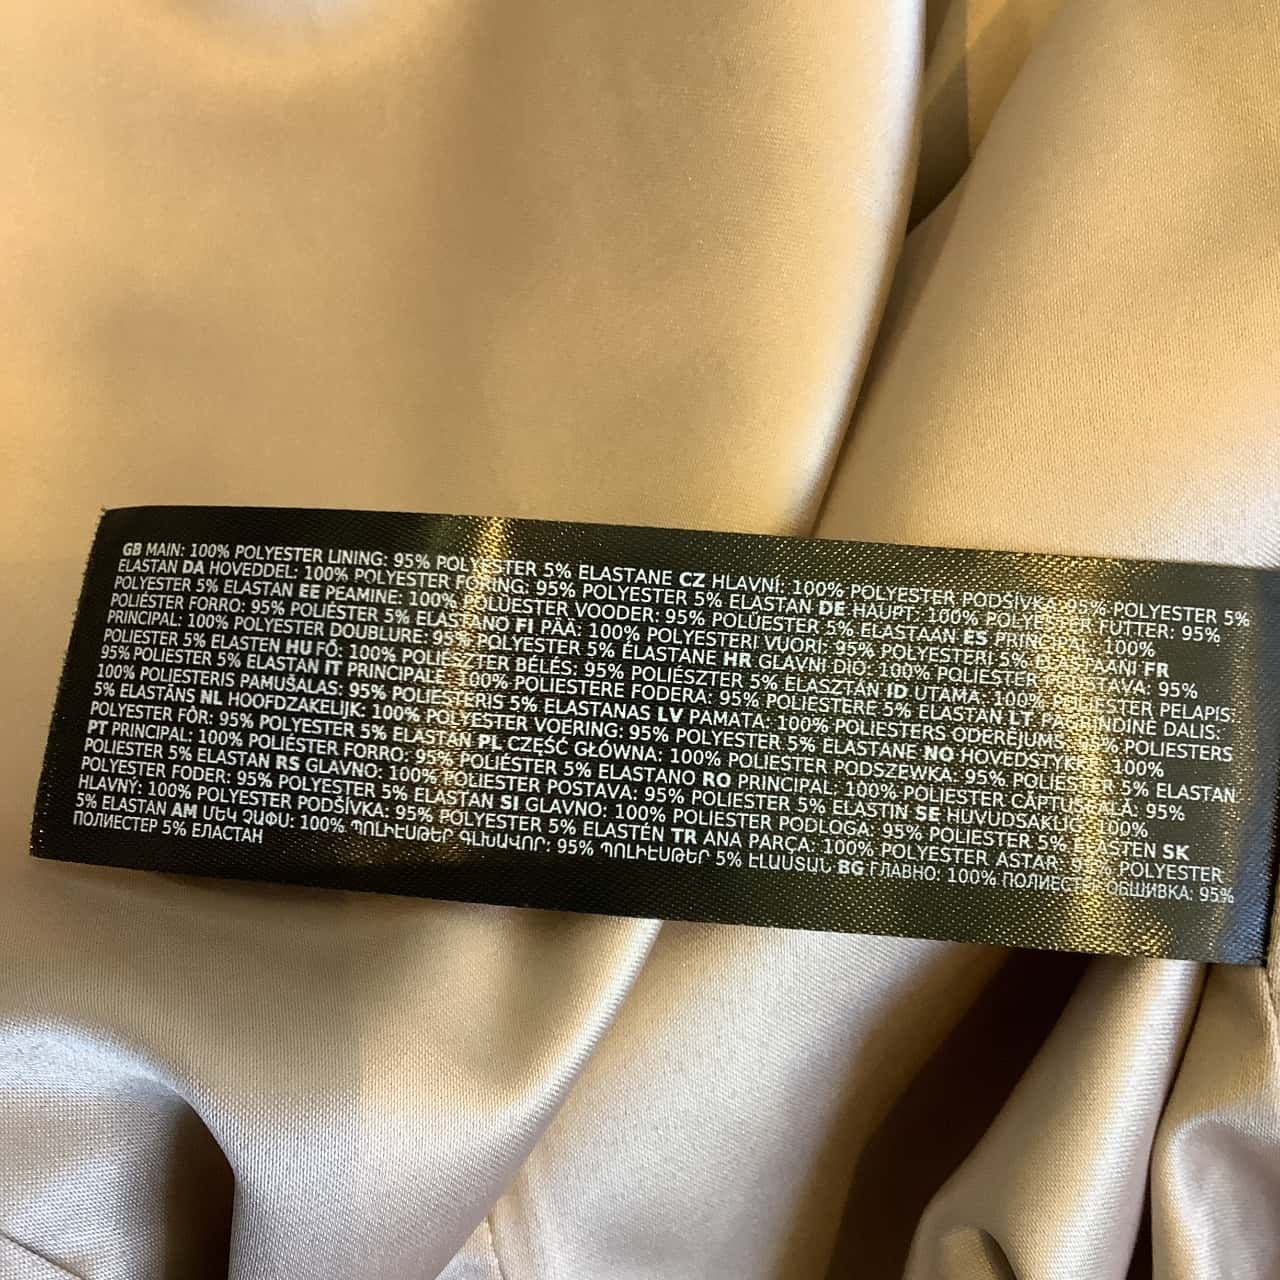 GB MAIN: 100% POLYESTER LINING: 95% POLYESTER 5% ELASTANE CZ HLAVNÍ: 100% POLYESTER PODŠÍVKA: 95% POLYESTER 5%
ELASTAN DA HOVEDDEL: 100% POLYESTER FORING: 95% POLYESTER 5% ELASTAN DE HAUPT: 100% POLYESTER FUTTER: 95%
POLYESTER 5% ELASTAN EE PEAMINE: 100% POLÜESTER VOODER: 95% POLÜESTER 5% ELASTAAN ES PRINCIPAL: 100%
POLIÉSTER FORRO: 95% POLIÉSTER 5% ELASTANO FI PÄÄ: 100% POLYESTERI VUORI: 95% POLYESTERI 5% ELASTAANI FR
PRINCIPAL: 100% POLYESTER DOUBLURE: 95% POLYESTER 5% ÉLASTANE HR GLAVNI DIO: 100% POLIESTER POSTAVA: 95%
POLIESTER 5% ELASTEN HU FŐ: 100% POLIÉSZTER BÉLÉS: 95% POLIÉSZTER 5% ELASZTÁN ID UTAMA: 100% POLIESTER PELAPIS:
95% POLIESTER 5% ELASTAN IT PRINCIPALE: 100% POLIESTERE FODERA: 95% POLIESTERE 5% ELASTAN LT PAGRINDINĖ DALIS:
100% POLIESTERIS PAMUŠALAS: 95% POLIESTERIS 5% ELASTANAS LV PAMATA: 100% POLIESTERS ODERĒJUMS: 95% POLIESTERS
5% ELASTĀNS NL HOOFDZAKELIJK: 100% POLYESTER VOERING: 95% POLYESTER 5% ELASTANE NO HOVEDSTYKKE: 100%
POLYESTER FÔR: 95% POLYESTER 5% ELASTAN PL CZĘŚĆ GŁÓWNA: 100% POLIESTER PODSZEWKA: 95% POLIESTER 5% ELASTAN
PT PRINCIPAL: 100% POLIÉSTER FORRO: 95% POLIÉSTER 5% ELASTANO RO PRINCIPAL: 100% POLIESTER CĂPTUȘEALĂ: 95%
POLIESTER 5% ELASTAN RS GLAVNO: 100% POLIESTER POSTAVA: 95% POLIESTER 5% ELASTIN SE HUVUDSAKLIG: 100%
POLYESTER FODER: 95% POLYESTER 5% ELASTAN SI GLAVNO: 100% POLIESTER PODLOGA: 95% POLIESTER 5% ELASTEN SK
HLAVNÝ: 100% POLYESTER PODŠÍVKA: 95% POLYESTER 5% ELASTÉN TR ANA PARÇA: 100% POLYESTER ASTAR: 95% POLYESTER
5% ELASTAN AM ՄԵԿ ՉԱՓՍ: 100% ՊՈԼԻԷՍԹԵՐ ԳԼԽԱՎՈՐ: 95% ՊՈԼԻԷՍԹԵՐ 5% ԷԼԱՍՏԱՆ BG ГЛАВНО: 100% ПОЛИЕСТЕР ОБШИВКА: 95%
ПОЛИЕСТЕР 5% ЕЛАСТАН